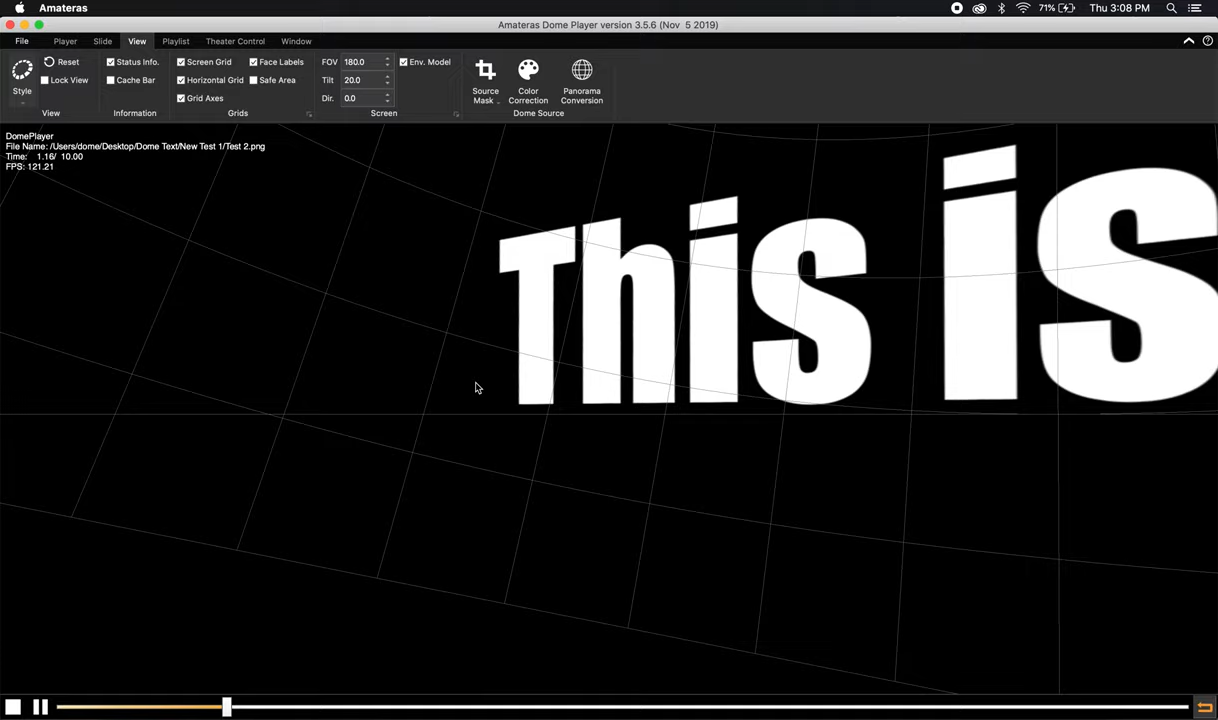 Amateras
71%
Thu 3:08 PM
Amateras Dome Player version 3.5.6 (Nov 5 2019)
File Player Slide View Playlist Theater Control Window
Style
Reset
Lock View
View
Status Info.
Cache Bar
Information
Screen Grid
Face Labels
Horizontal Grid
Safe Area
Grid Axes
Grids
FOV 180.0
Env. Model
Tilt 20.0
Dir. 0.0
Screen
Source Mask
Color Correction
Panorama Conversion
Dome Source
DomePlayer
File Name: /Users/dome/Desktop/Dome Text/New Test 1/Test 2.png
Time: 1.16/ 10.00
FPS: 121.21
This is